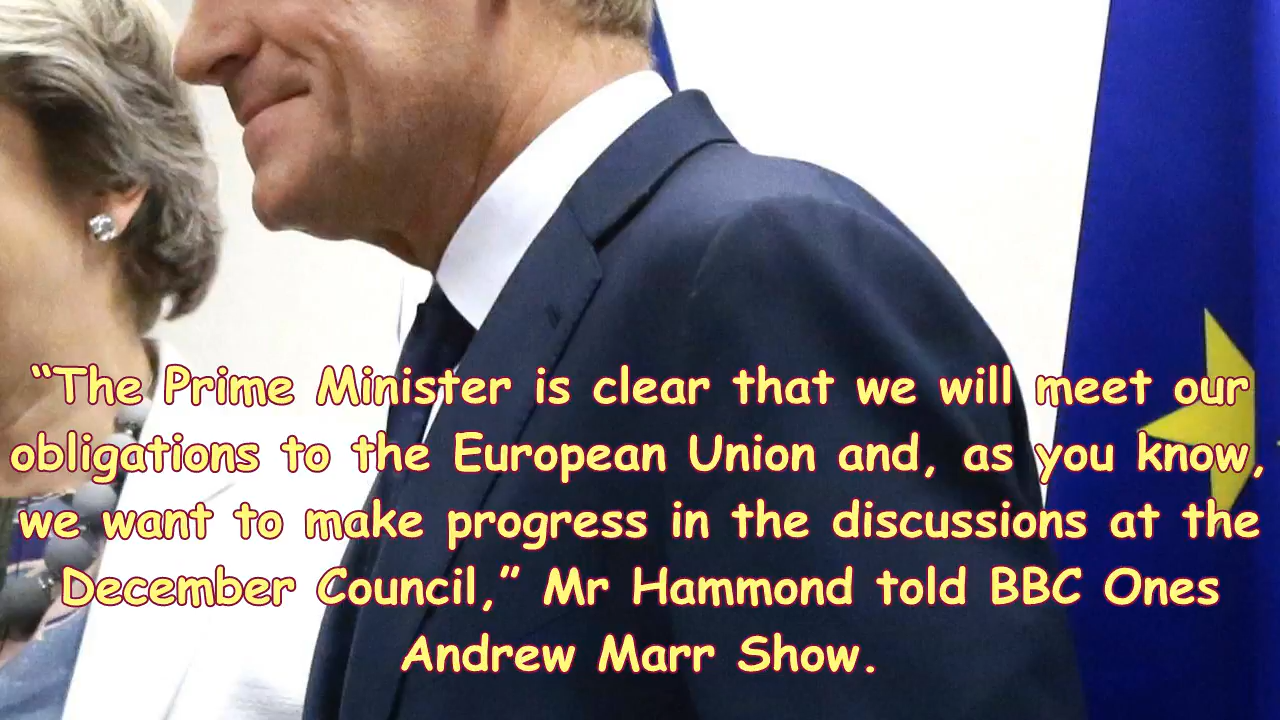 “The Prime Minister is clear that we will meet our
obligations to the European Union and, as you know,
we want to make progress in the discussions at the
December Council,” Mr Hammond told BBC Ones
Andrew Marr Show.